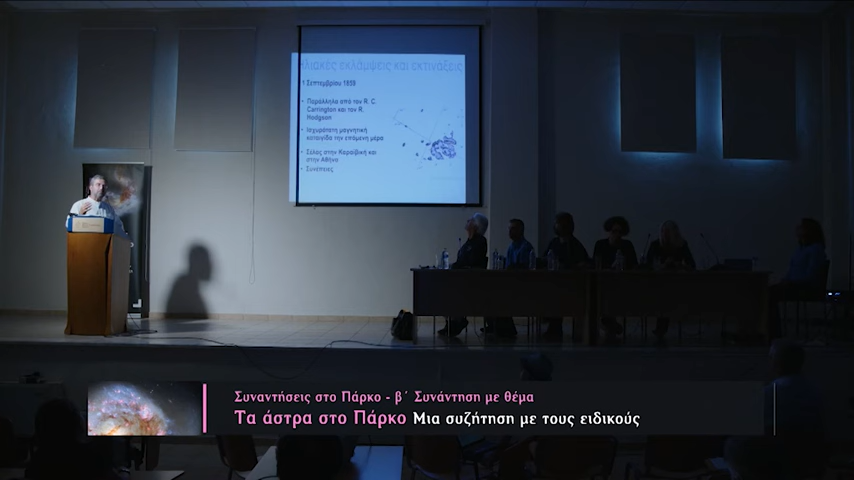 Ηλιακές εκλάμψεις και εκτινάξεις
1 Σεπτεμβρίου 1859
• Παράλληλα από τον R. C.
Carrington και τον R.
Hodgson
• Ισχυρότατη μαγνητική
καταιγίδα την επόμενη μέρα
• Σέλας στην Καραϊβική και
στην Αθήνα
• Συνέπειες
Συναντήσεις στο Πάρκο - β΄ Συνάντηση με θέμα
Τα άστρα στο Πάρκο Μια συζήτηση με τους ειδικούς